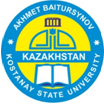 AKHMET BAITURSYNOV
KAZAKHSTAN
KOSTANAY STATE UNIVERSITY